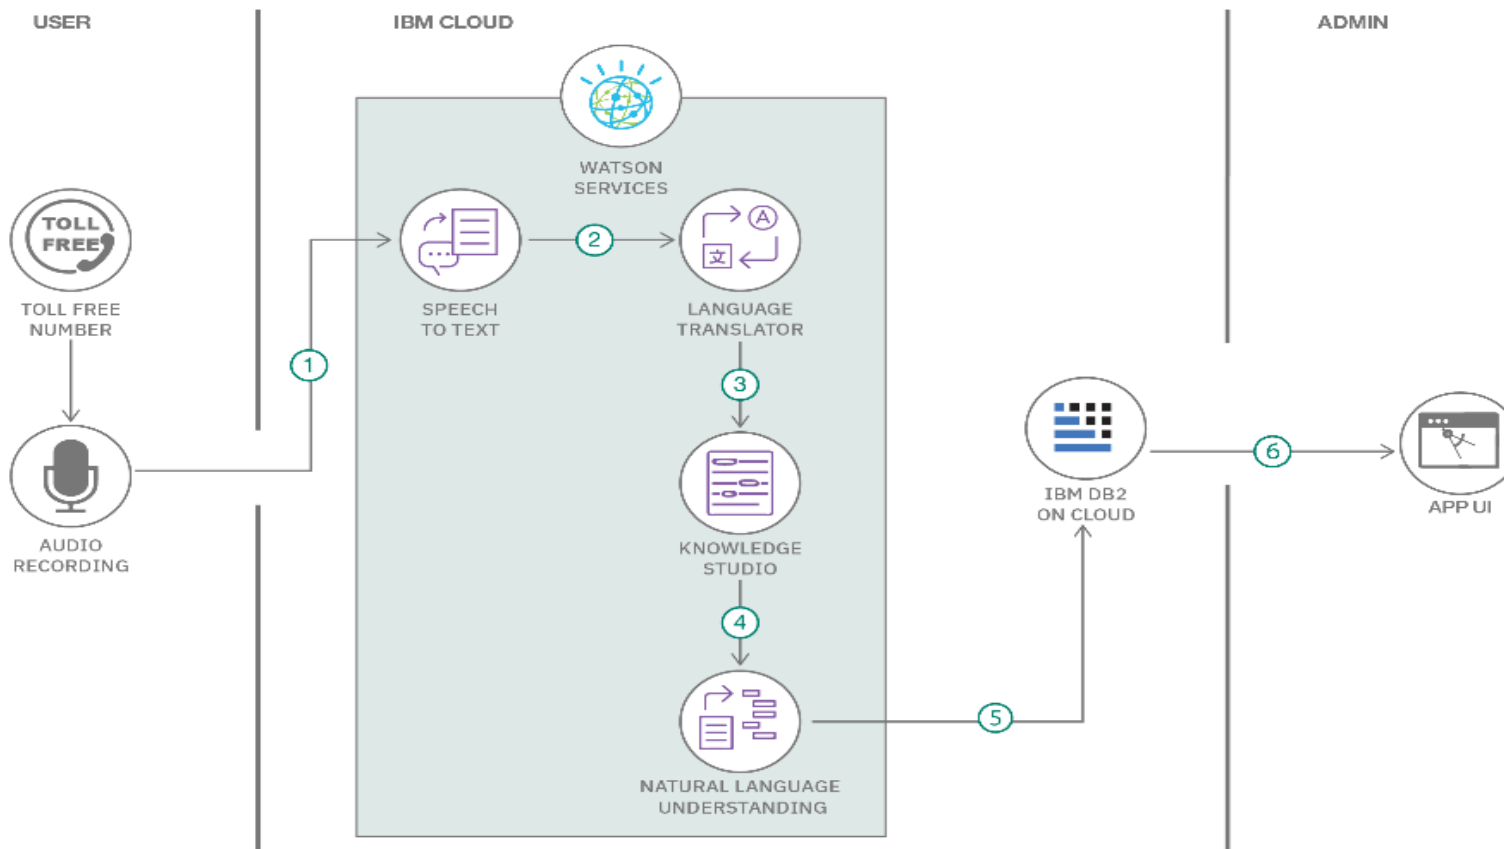 USER
IBM CLOUD
ADMIN
WATSON
SERVICES
TOLL
FREE
TOLL FREE
NUMBER
AUDIO
RECORDING
1
SPEECH
TO TEXT
2
A
文
LANGUAGE
TRANSLATOR
3
KNOWLEDGE
STUDIO
4
NATURAL LANGUAGE
UNDERSTANDING
5
IBM DB2
ON CLOUD
6
APP UI